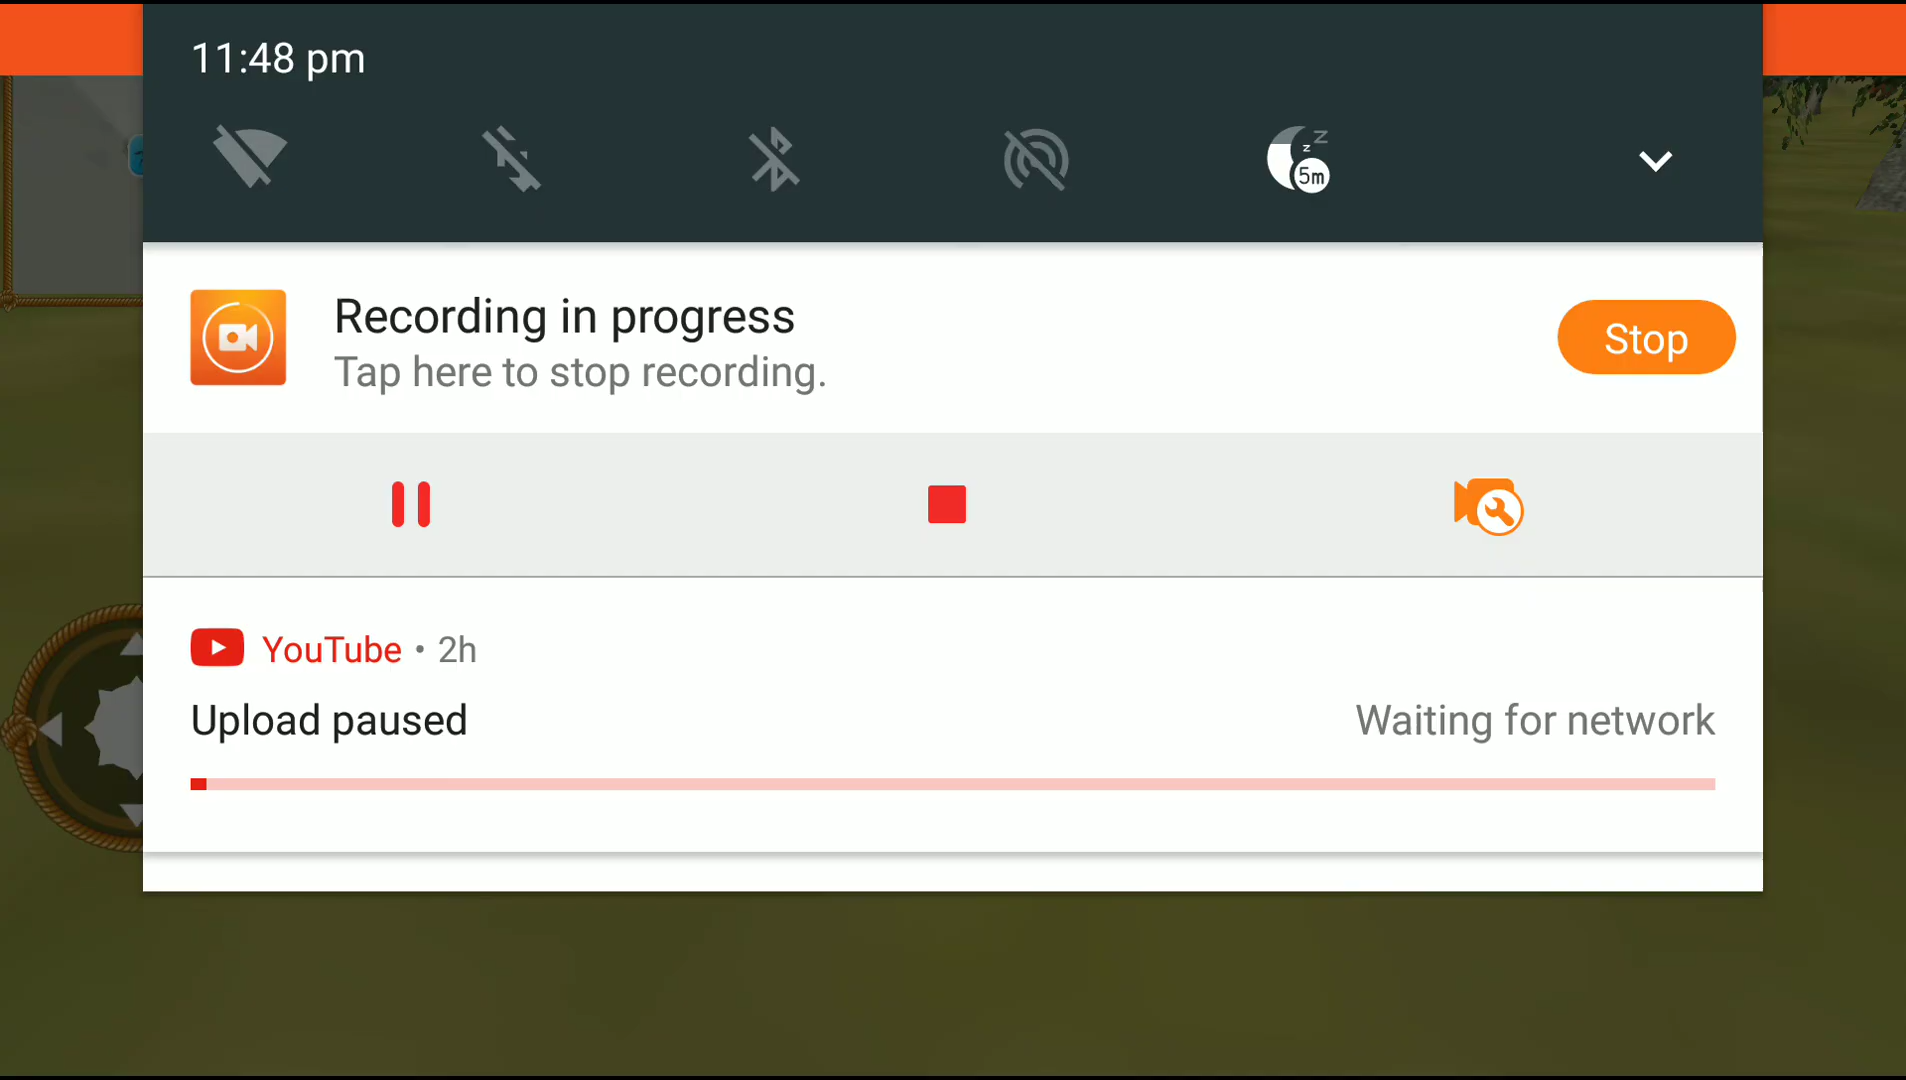 11:48 pm
z z
5m
Recording in progress
Tap here to stop recording.
Stop
YouTube • 2h
Upload paused
Waiting for network